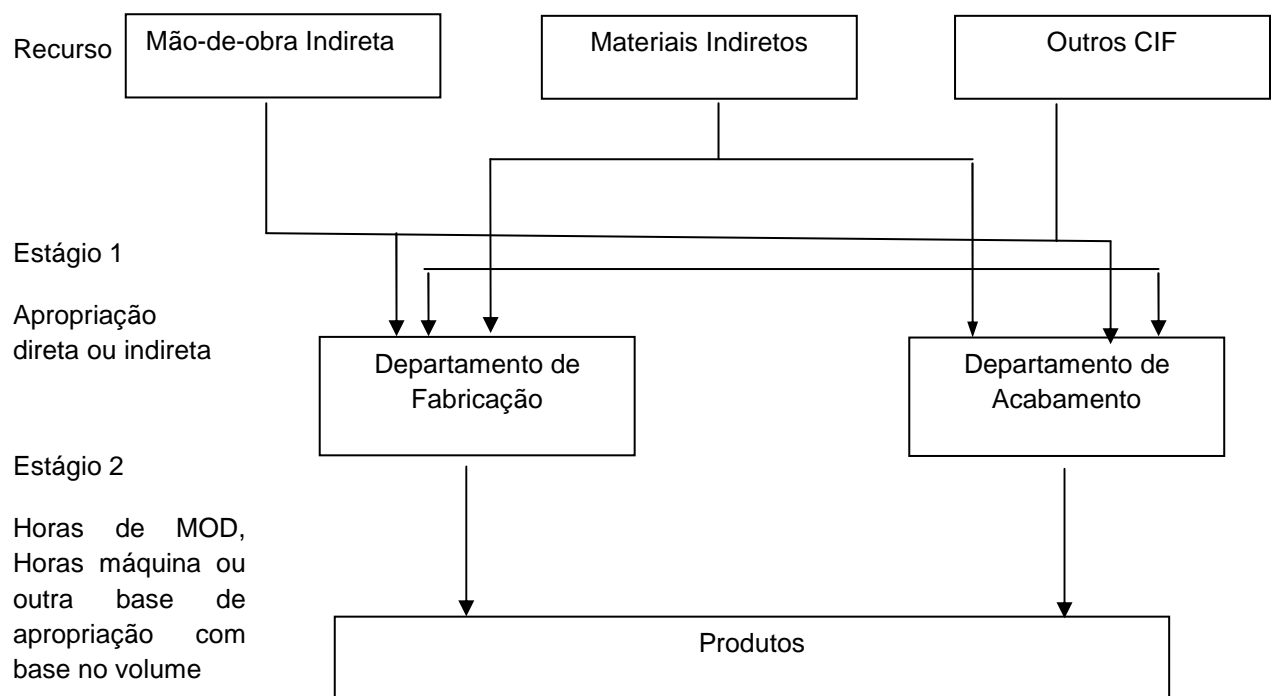 Recurso
Mão-de-obra Indireta
Materiais Indiretos
Outros CIF
Estágio 1
Apropriação
direta ou indireta
Departamento de
Fabricação
Departamento de
Acabamento
Estágio 2
Horas de MOD,
Horas máquina ou
outra base de
apropriação com
base no volume
Produtos